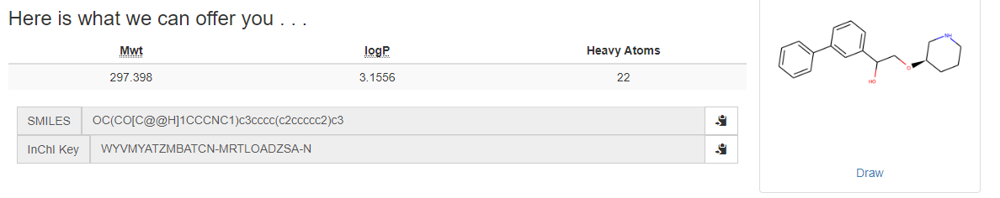 Here is what we can offer you . . .
Mwt logP Heavy Atoms
297.398 3.1556 22
SMILES OC(CO[C@@H]1CCCNC1)c3cccc(c2ccccc2)c3
InChI Key WYVMYATZMBATCN-MRTLOADZSA-N
NH
O
HO
Draw